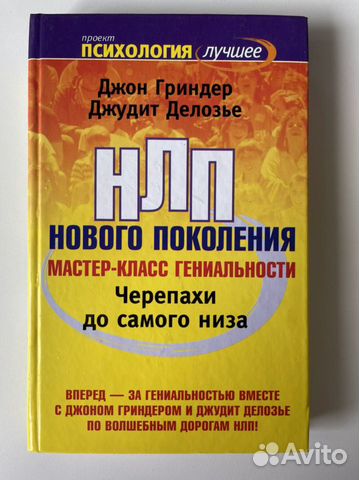 проект
ПСИХОЛОГИЯ лучшее
Джон Гриндер
Джудит Делозье
НЛП
НОВОГО ПОКОЛЕНИЯ
МАСТЕР-КЛАСС ГЕНИАЛЬНОСТИ
Черепахи
до самого низа
ВПЕРЕД — ЗА ГЕНИАЛЬНОСТЬЮ ВМЕСТЕ
С ДЖОНОМ ГРИНДЕРОМ И ДЖУДИТ ДЕЛОЗЬЕ
ПО ВОЛШЕБНЫМ ДОРОГАМ НЛП!
Avito